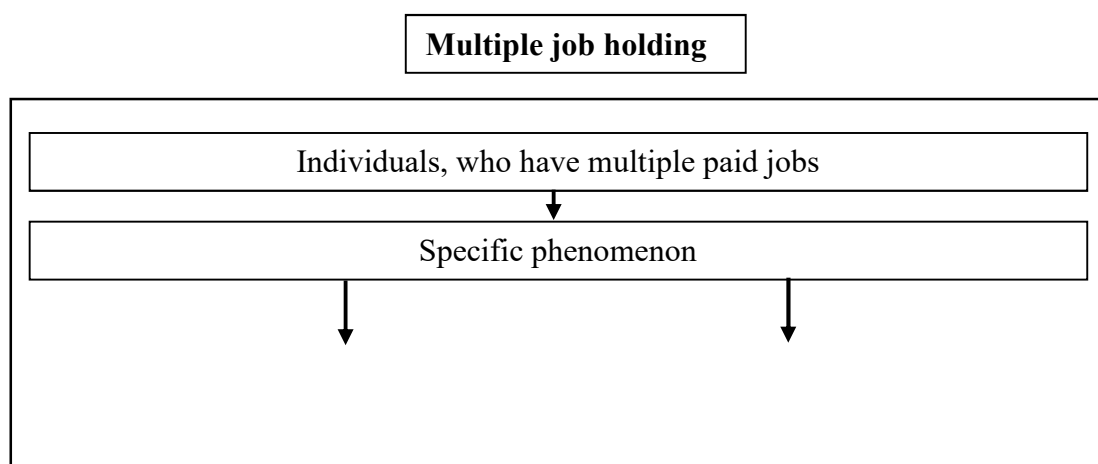 Multiple job holding
Individuals, who have multiple paid jobs
Specific phenomenon